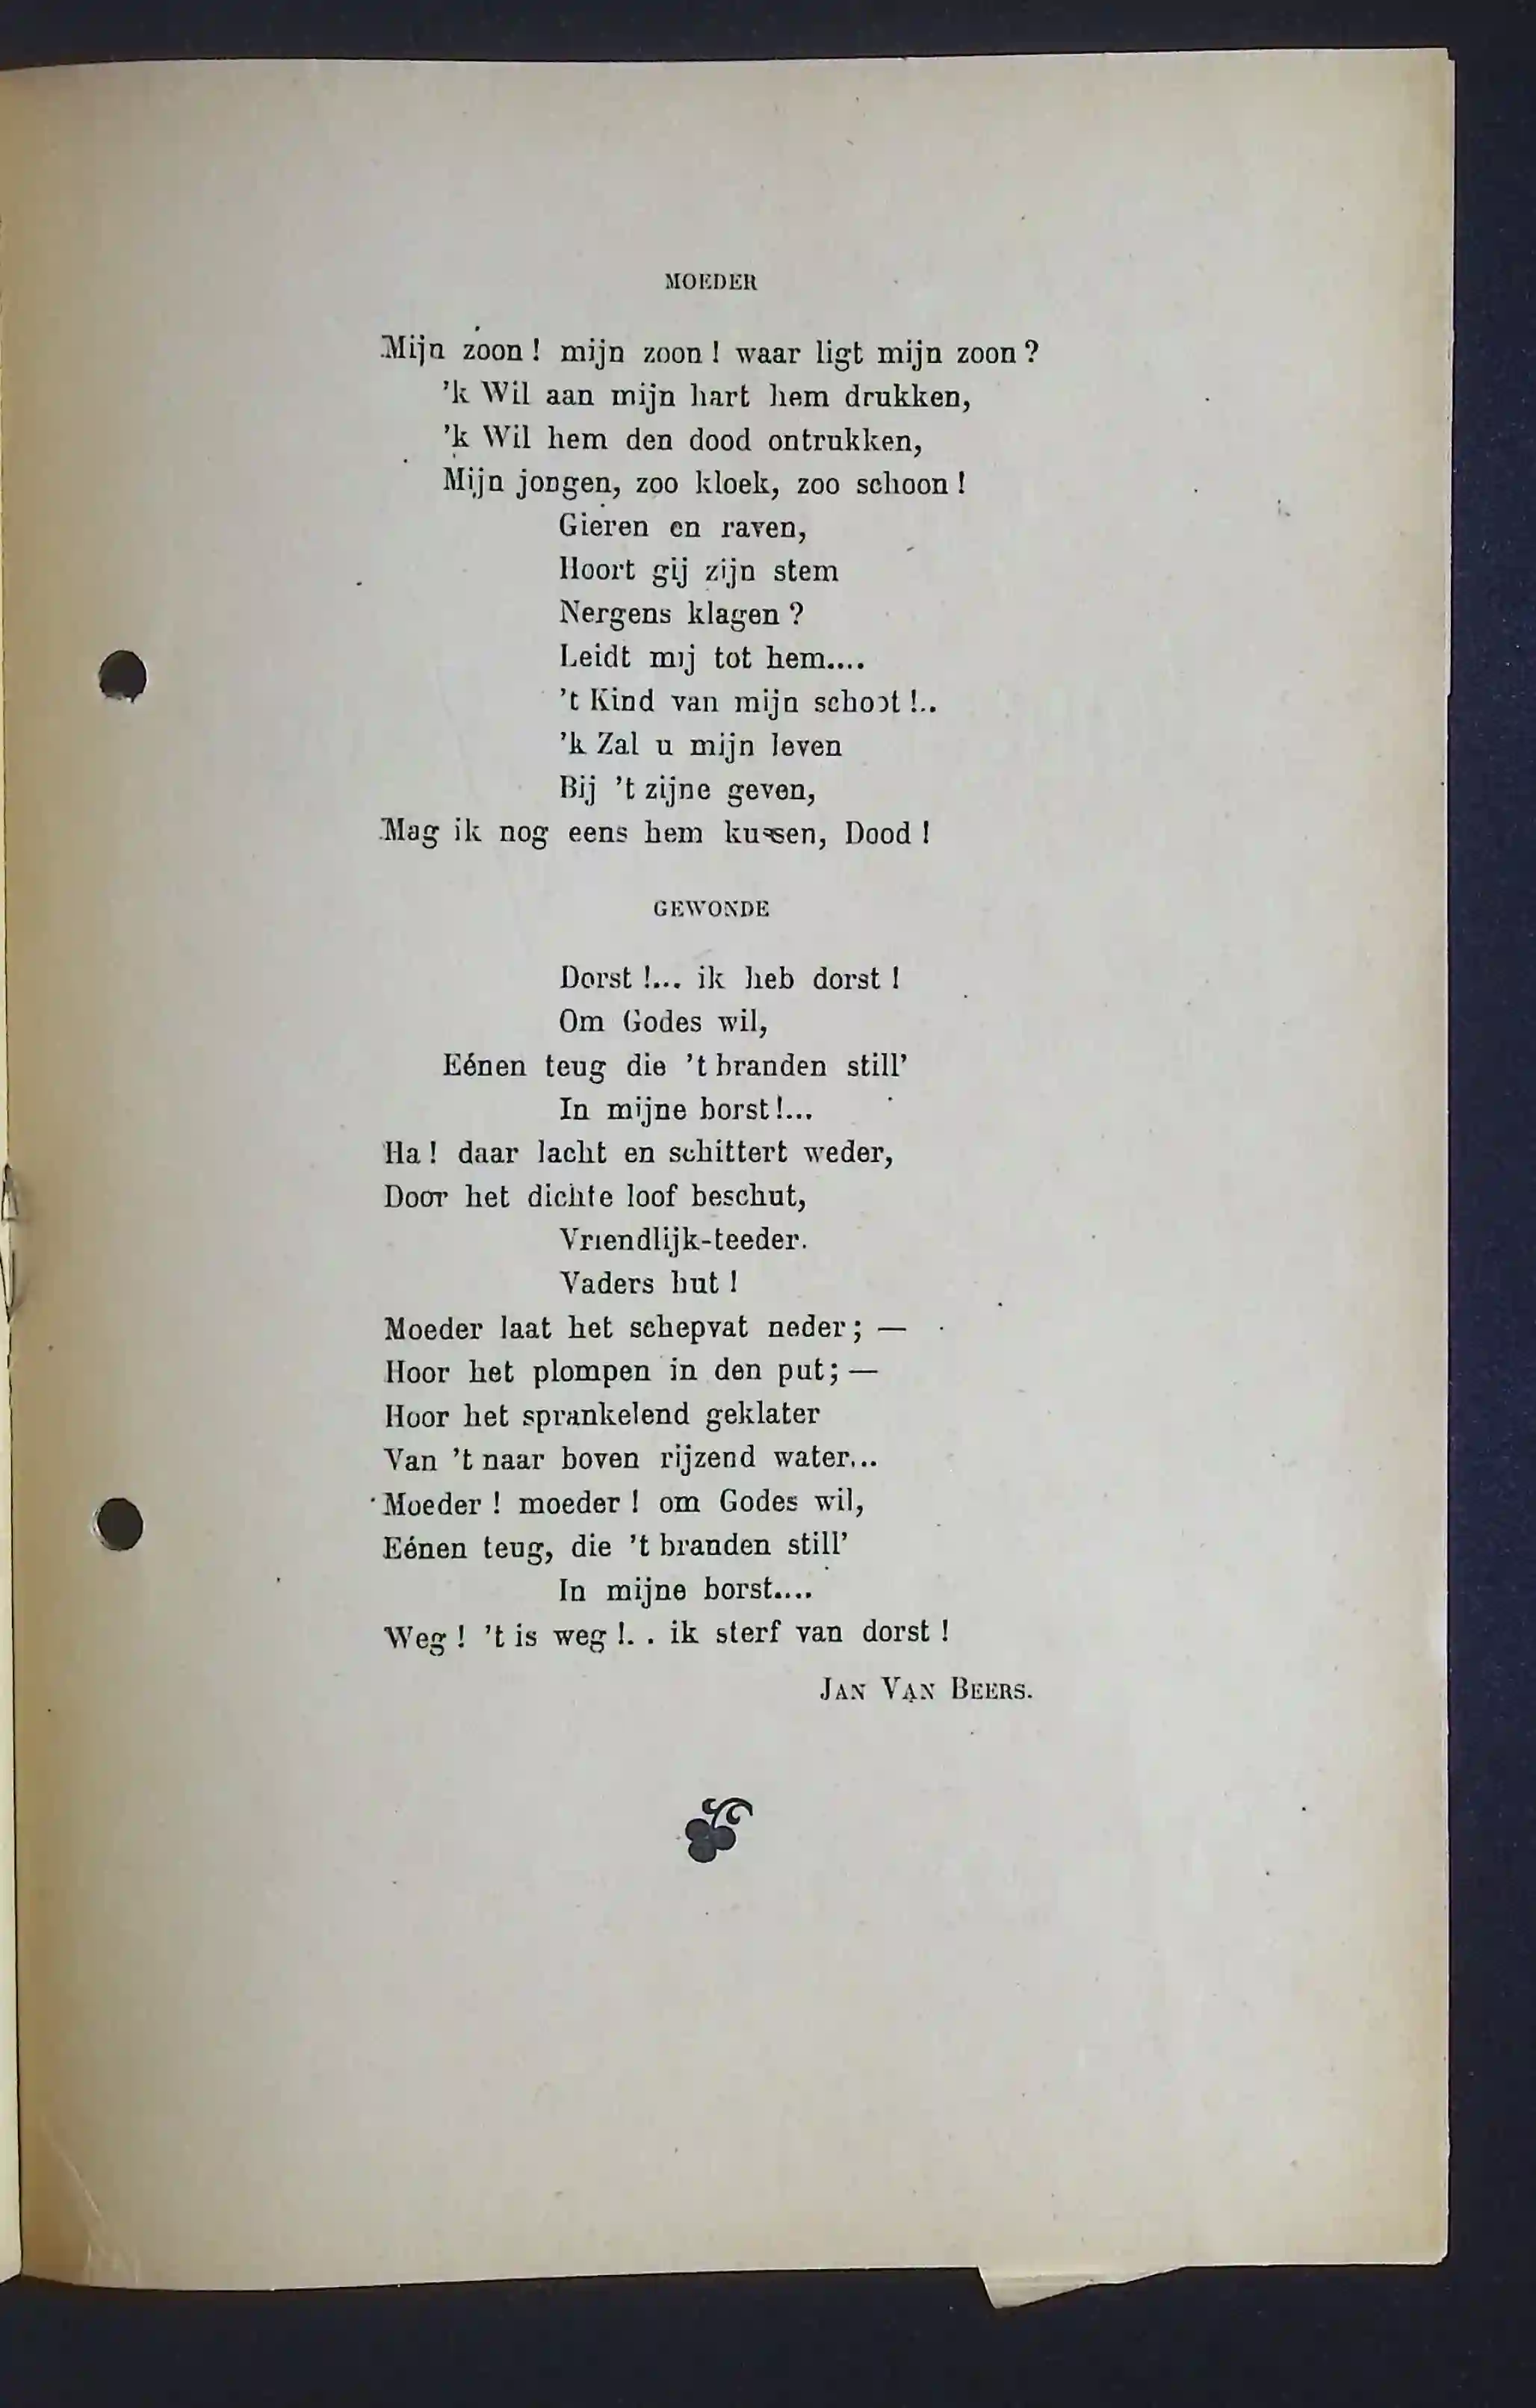 MOEDER
Mijn zoon ! mijn zoon ! waar ligt mijn zoon ?
'k Wil aan mijn hart hem drukken,
'k Wil hem den dood ontrukken,
Mijn jongen, zoo kloek, zoo schoon !
Gieren en raven,
Hoort gij zijn stem
Nergens klagen ?
Leidt mij tot hem....
't Kind van mijn schoot !..
'k Zal u mijn leven
Bij 't zijne geven,
Mag ik nog eens hem kussen, Dood !
GEWONDE
Dorst !... ik heb dorst !
Om Godes wil,
Eénen teug die 't branden still'
In mijne borst !...
Ha ! daar lacht en schittert weder,
Door het dichte loof beschut,
Vriendlijk-teeder.
Vaders hut !
Moeder laat het schepvat neder ; —
Hoor het plompen in den put ; —
Hoor het sprankelend geklater
Van 't naar boven rijzend water...
Moeder ! moeder ! om Godes wil,
Eénen teug, die 't branden still'
In mijne borst....
Weg ! 't is weg !. . ik sterf van dorst !
JAN VAN BEERS.